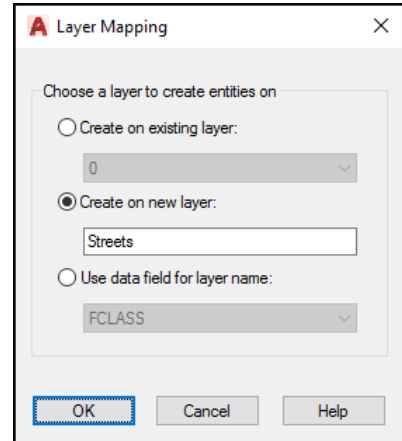 Layer Mapping
Choose a layer to create entities on
Create on existing layer:
0
Create on new layer:
Streets
Use data field for layer name:
FCLASS
OK Cancel Help